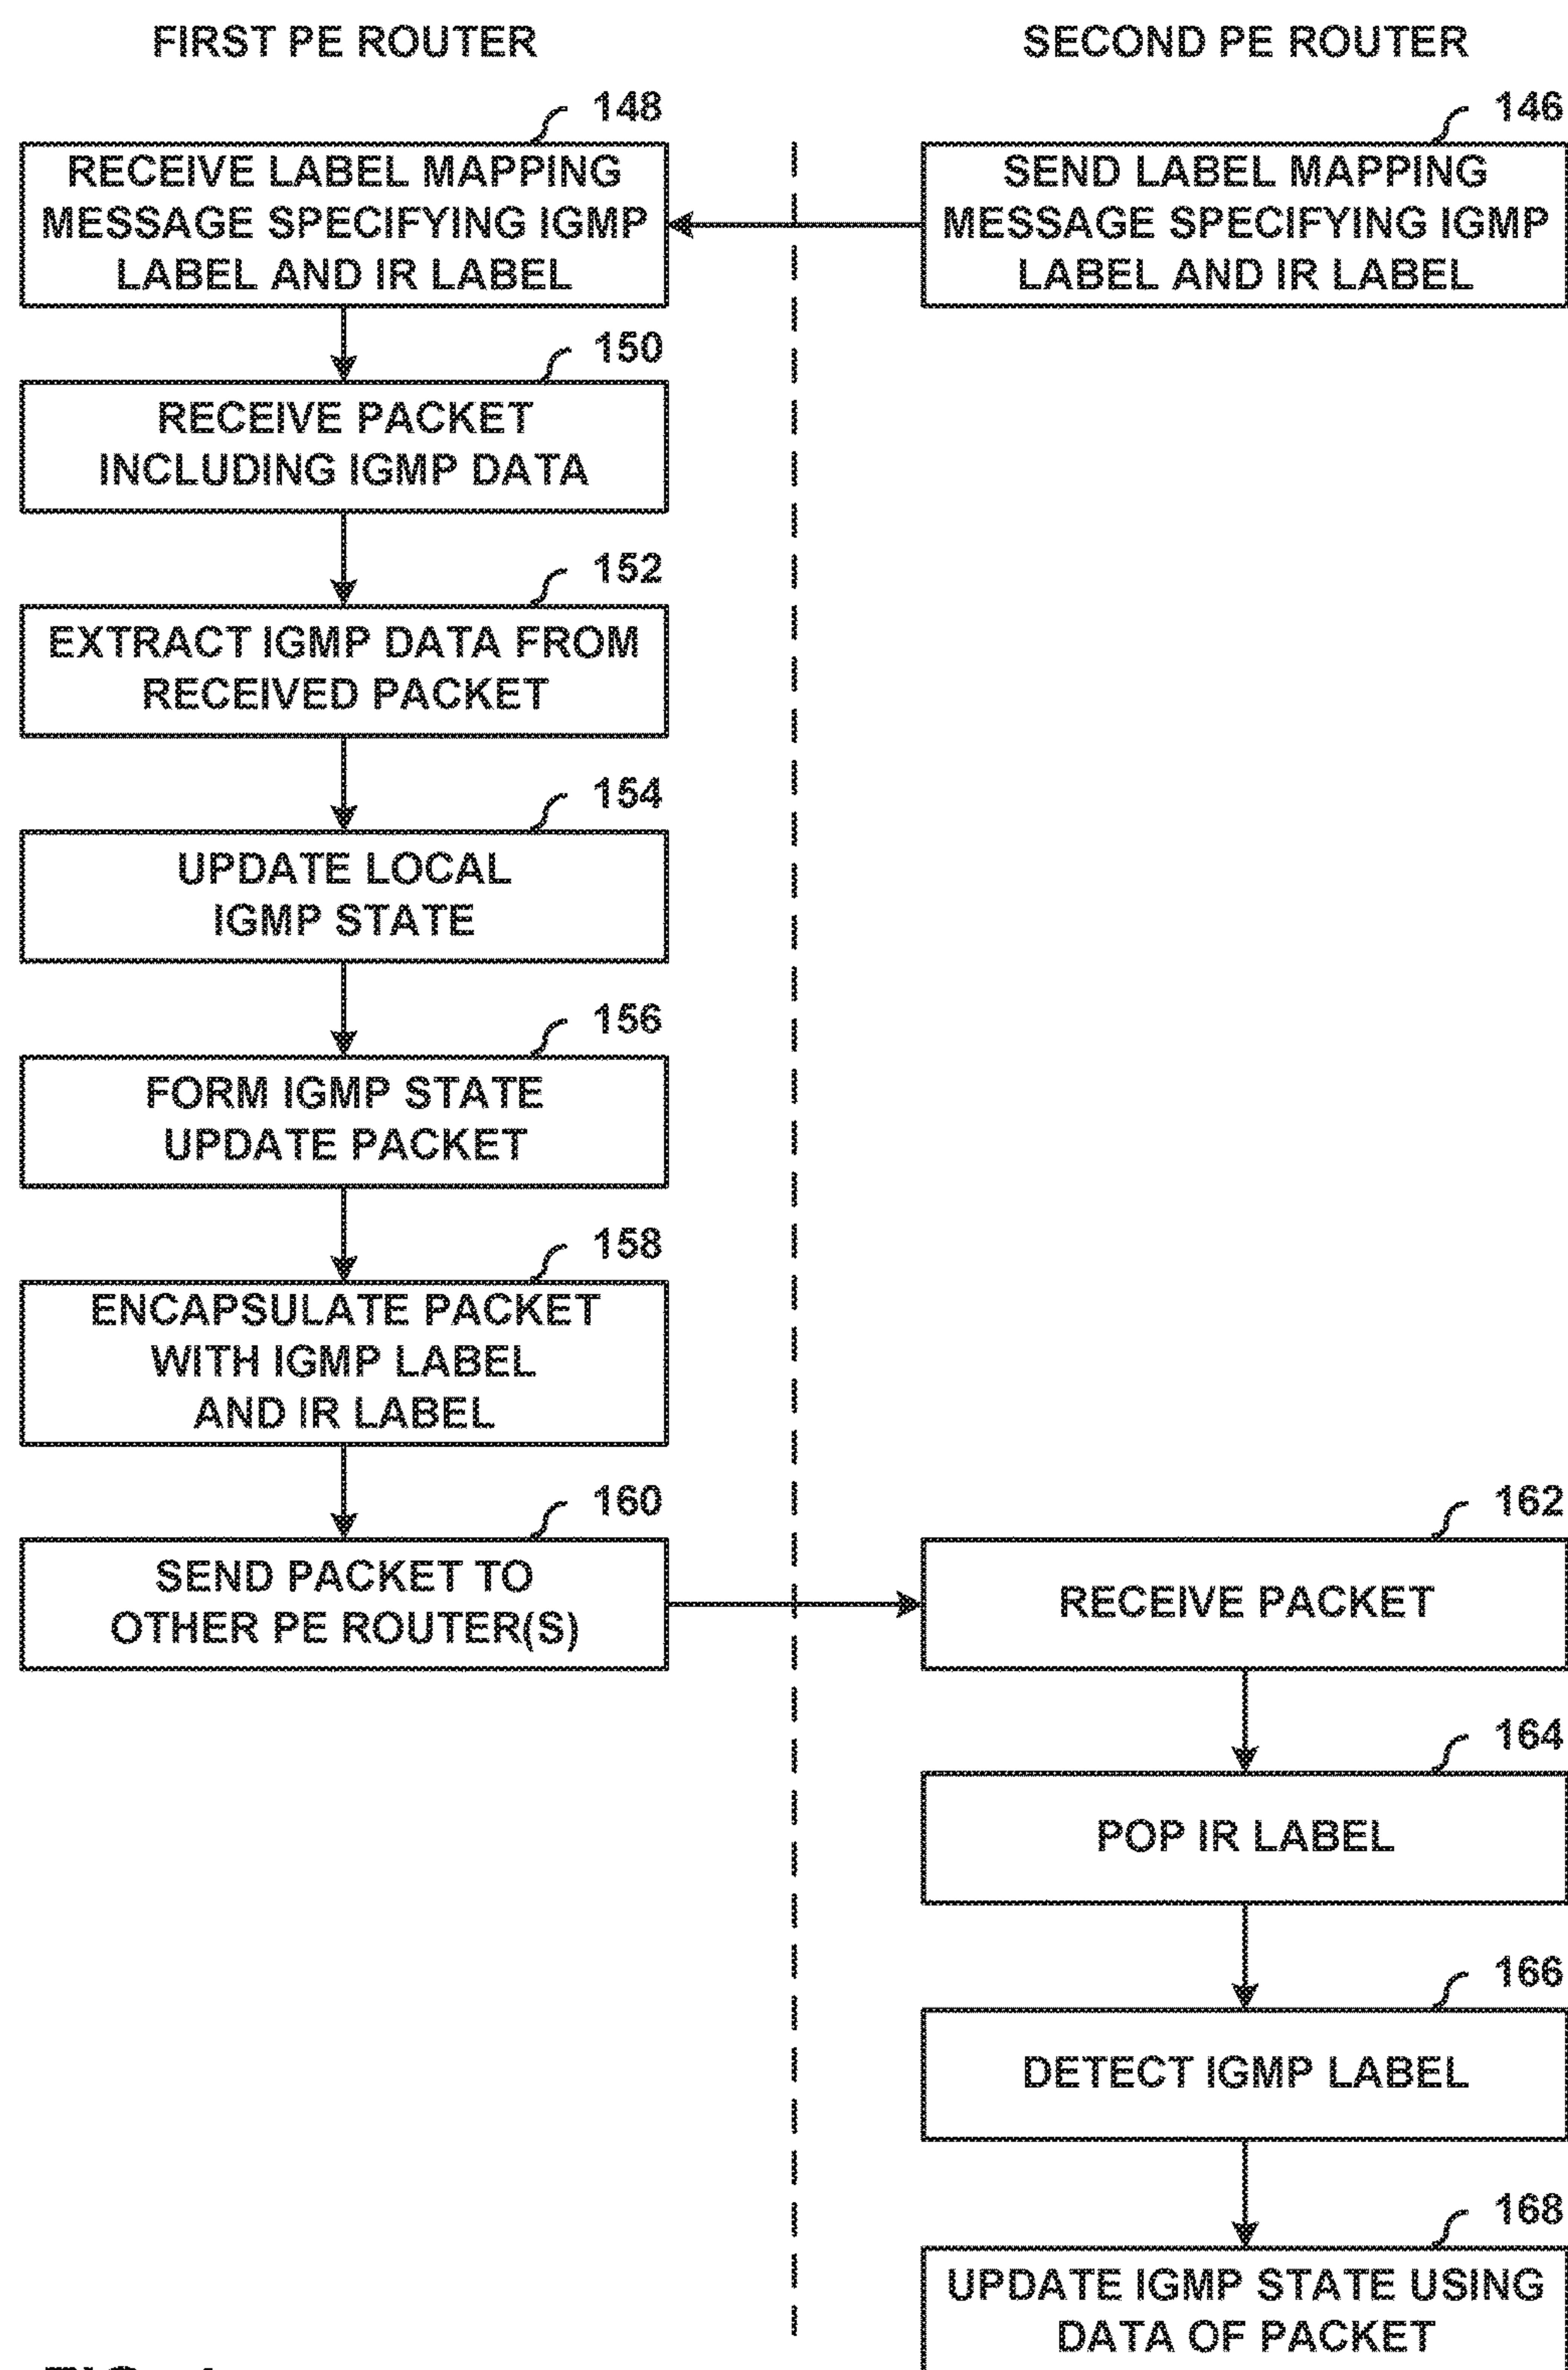 FIRST PE ROUTER
SECOND PE ROUTER
148
RECEIVE LABEL MAPPING
MESSAGE SPECIFYING IGMP
LABEL AND IR LABEL
146
SEND LABEL MAPPING
MESSAGE SPECIFYING IGMP
LABEL AND IR LABEL
150
RECEIVE PACKET
INCLUDING IGMP DATA
152
EXTRACT IGMP DATA FROM
RECEIVED PACKET
154
UPDATE LOCAL
IGMP STATE
156
FORM IGMP STATE
UPDATE PACKET
158
ENCAPSULATE PACKET
WITH IGMP LABEL
AND IR LABEL
160
SEND PACKET TO
OTHER PE ROUTER(S)
162
RECEIVE PACKET
164
POP IR LABEL
166
DETECT IGMP LABEL
168
UPDATE IGMP STATE USING
DATA OF PACKET